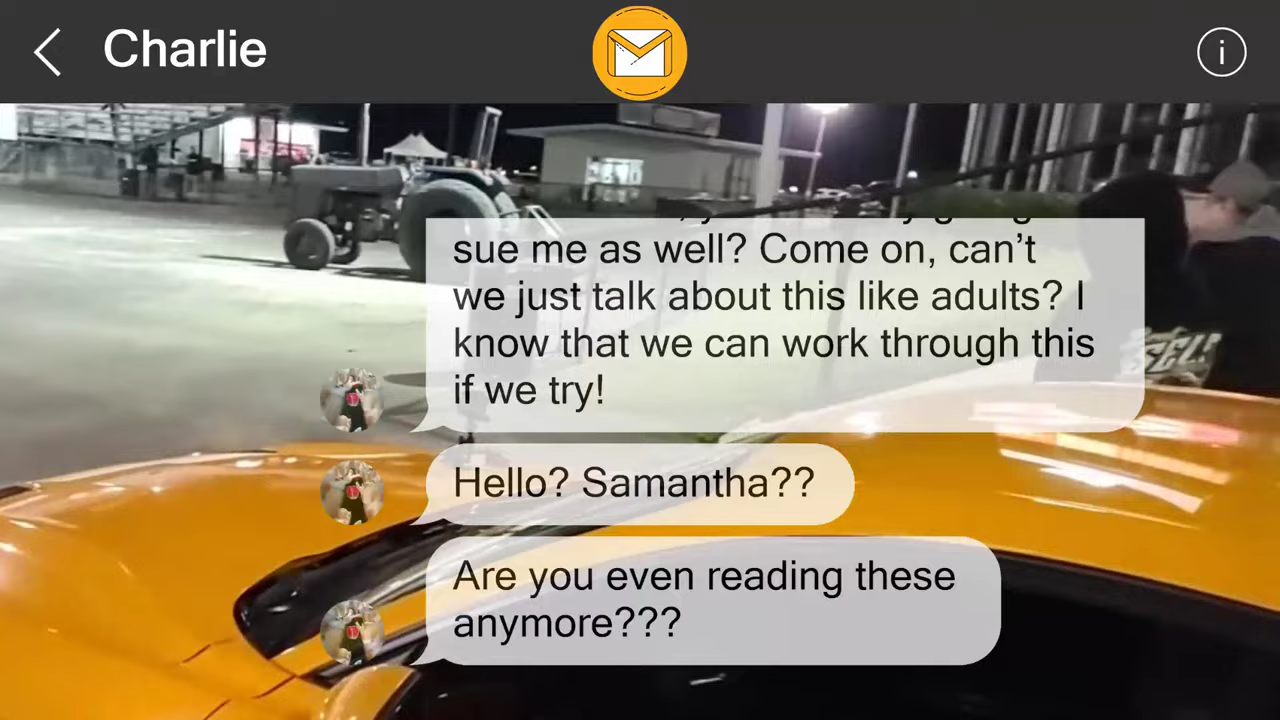 Charlie
i
sue me as well? Come on, can’t
we just talk about this like adults? I
know that we can work through this
if we try!
Hello? Samantha??
Are you even reading these
anymore???